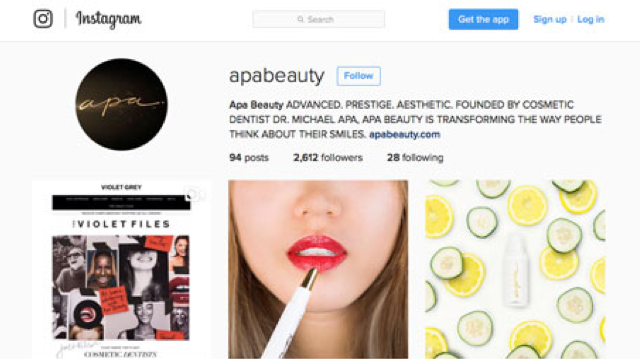 Instagram
Search
Get the app
Sign up
Log in
apabeauty
Follow
apa
Apa Beauty ADVANCED. PRESTIGE. AESTHETIC. FOUNDED BY COSMETIC
DENTIST DR. MICHAEL APA, APA BEAUTY IS TRANSFORMING THE WAY PEOPLE
THINK ABOUT THEIR SMILES. apabeauty.com
94 posts 2,612 followers 28 following
VIOLET GREY
THE VIOLET FILES
COSMETIC DENTISTS